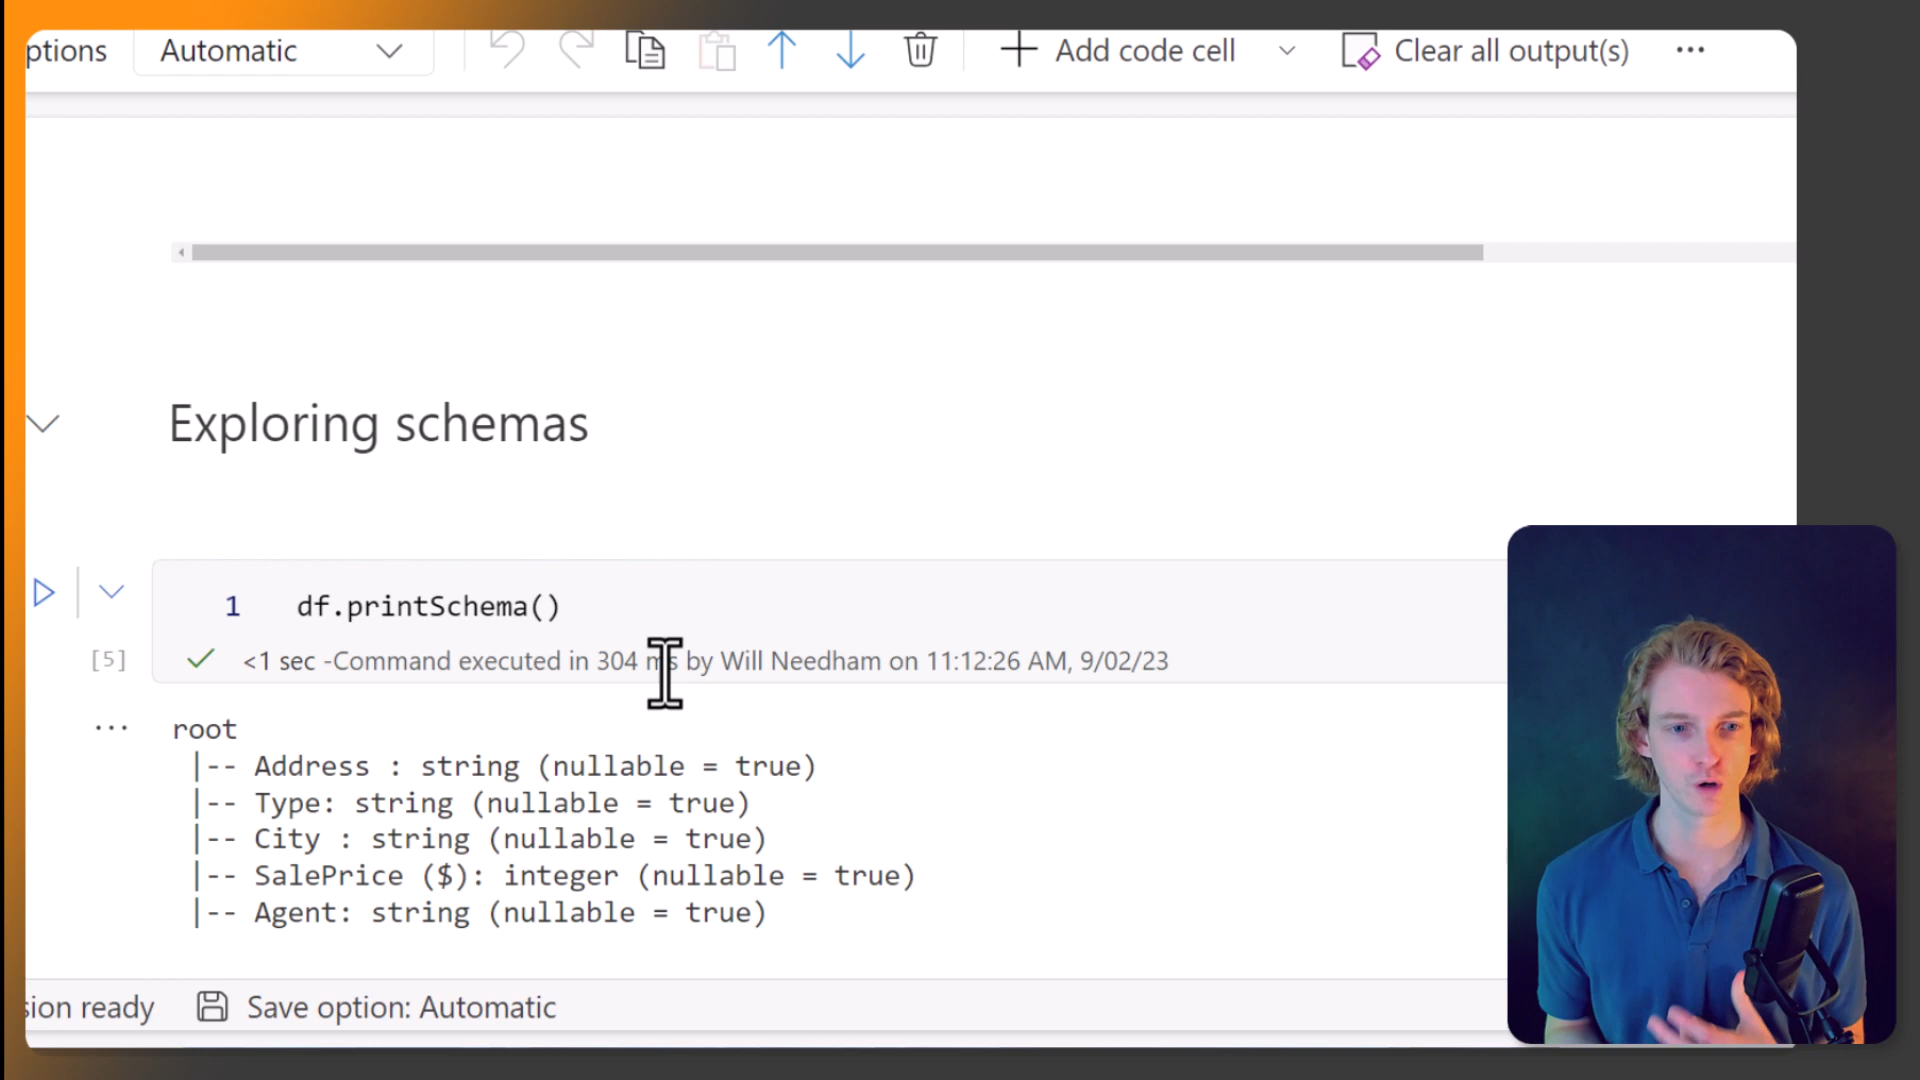 ptions Automatic Add code cell Clear all output(s) ···
Exploring schemas
1 df.printSchema()
[5] <1 sec -Command executed in 304 ms by Will Needham on 11:12:26 AM, 9/02/23
··· root
|-- Address : string (nullable = true)
|-- Type: string (nullable = true)
|-- City : string (nullable = true)
|-- SalePrice ($): integer (nullable = true)
|-- Agent: string (nullable = true)
sion ready Save option: Automatic